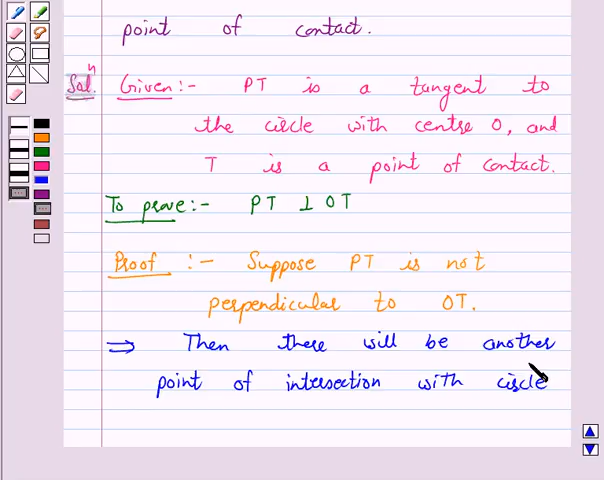 point of contact.
Solⁿ Given:- PT is a tangent to
the circle with centre O, and
T is a point of contact.
To prove:- PT ⊥ OT
Proof :- Suppose PT is not
perpendicular to OT.
⇒ Then there will be another
point of intersection with circle